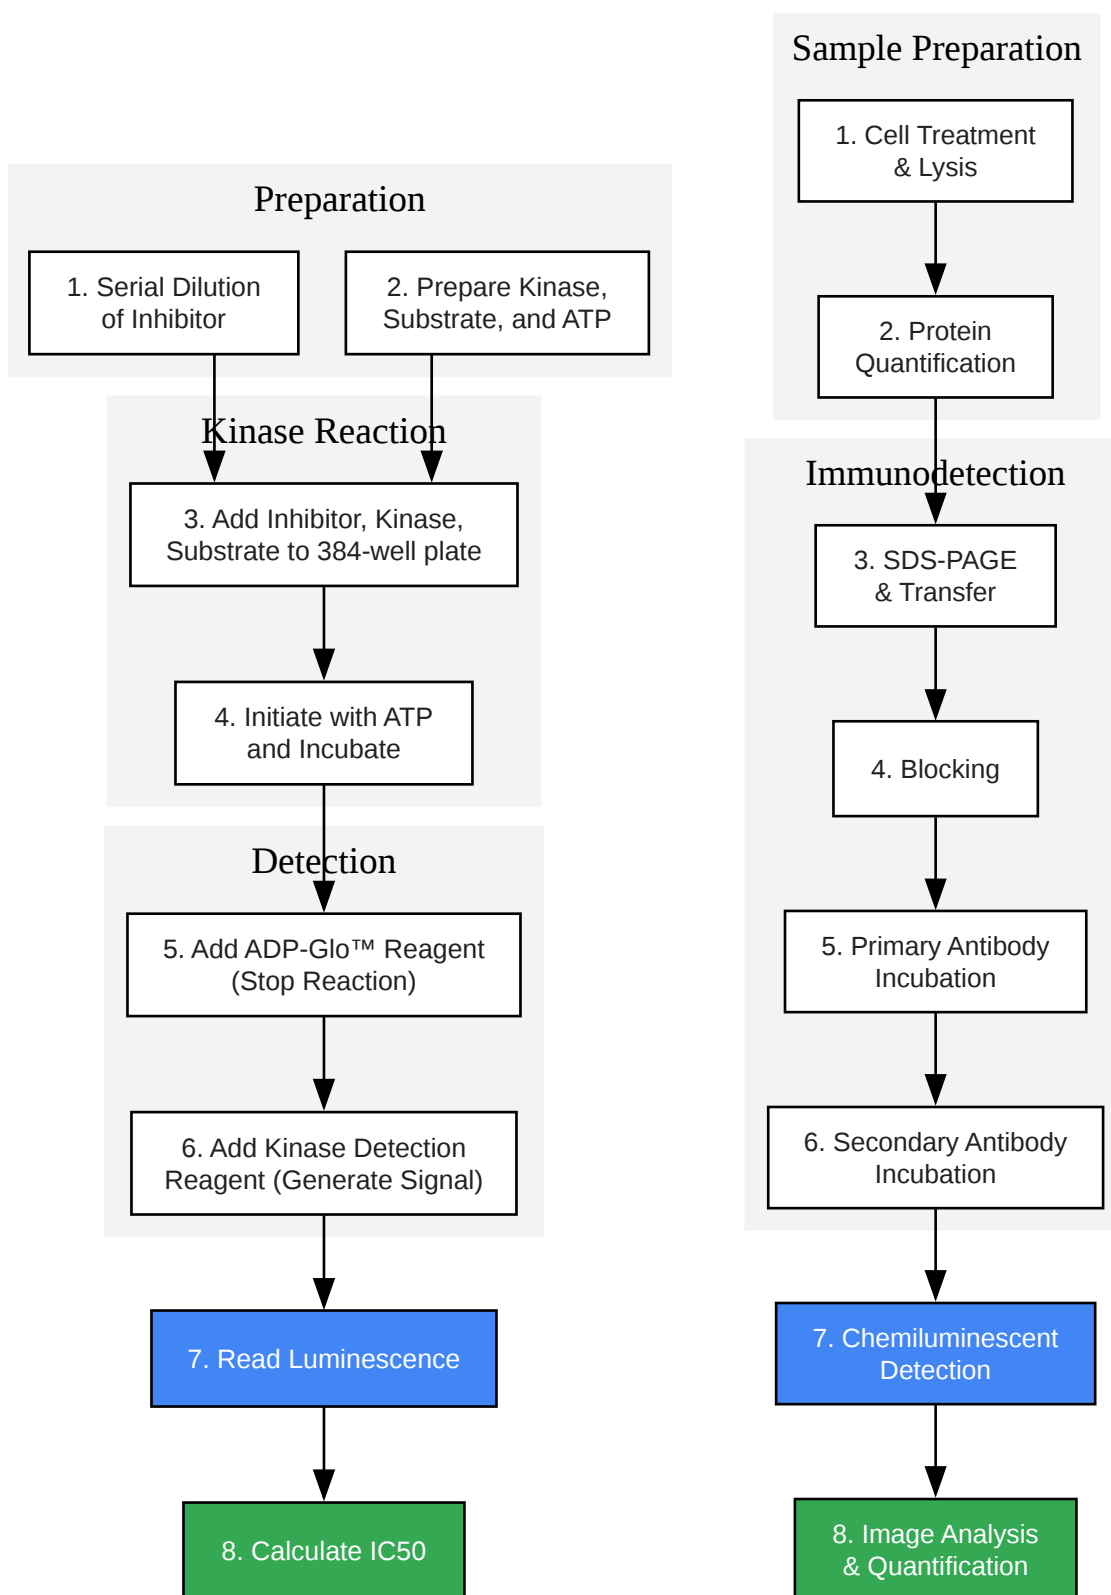 Preparation
1. Serial Dilution
of Inhibitor
2. Prepare Kinase,
Substrate, and ATP
Kinase Reaction
3. Add Inhibitor, Kinase,
Substrate to 384-well plate
4. Initiate with ATP
and Incubate
Detection
5. Add ADP-Glo™ Reagent
(Stop Reaction)
6. Add Kinase Detection
Reagent (Generate Signal)
7. Read Luminescence
8. Calculate IC50
Sample Preparation
1. Cell Treatment
& Lysis
2. Protein
Quantification
Immunodetection
3. SDS-PAGE
& Transfer
4. Blocking
5. Primary Antibody
Incubation
6. Secondary Antibody
Incubation
7. Chemiluminescent
Detection
8. Image Analysis
& Quantification